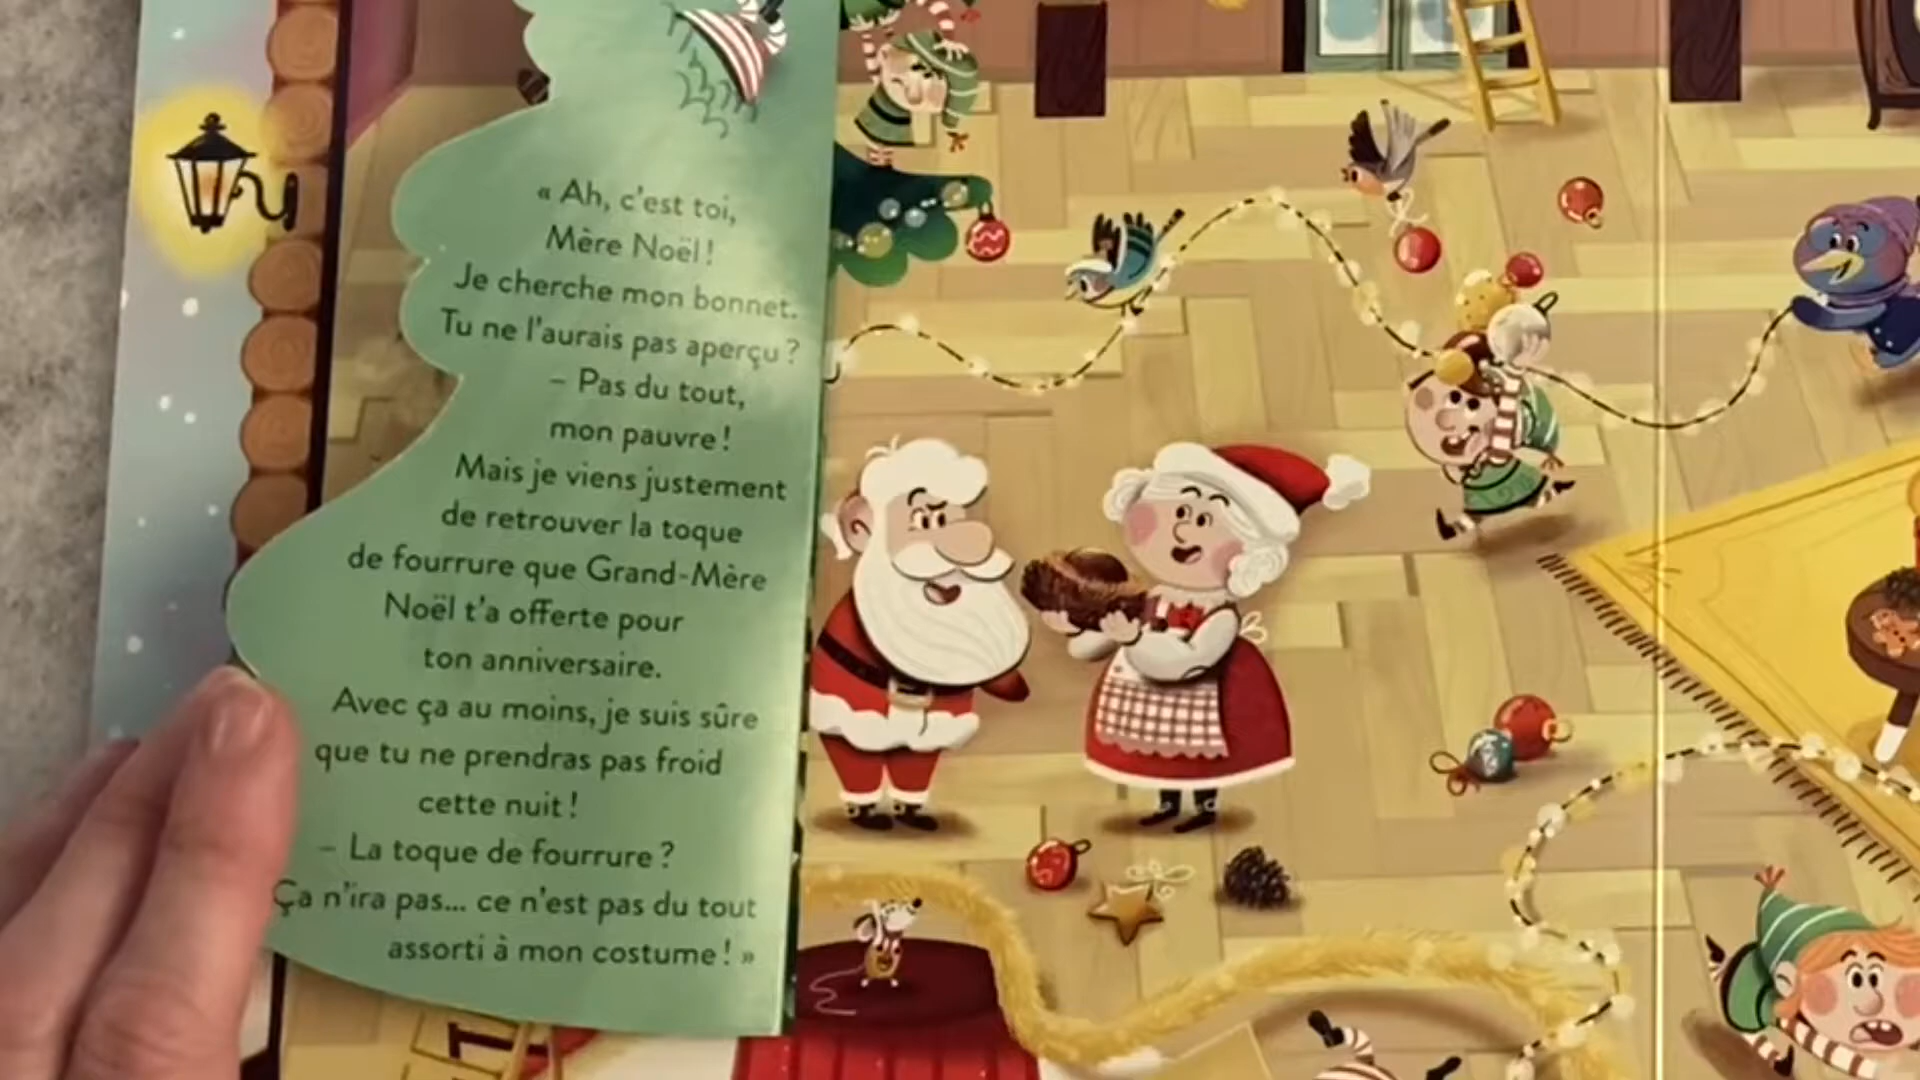 « Ah, c'est toi,
Mère Noël !
Je cherche mon bonnet.
Tu ne l'aurais pas aperçu ?
– Pas du tout,
mon pauvre !
Mais je viens justement
de retrouver la toque
de fourrure que Grand-Mère
Noël t'a offerte pour
ton anniversaire.
Avec ça au moins, je suis sûre
que tu ne prendras pas froid
cette nuit !
– La toque de fourrure ?
Ça n'ira pas... ce n'est pas du tout
assorti à mon costume ! »